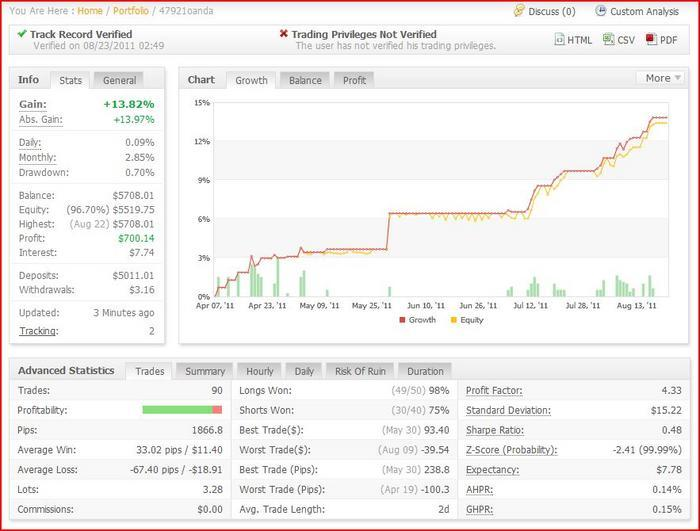 You are In: Home / Portfolio / 47921oanda
Discuss (0) Custom Analysis
Track Record Verified
Verified on 08/23/2011 02:49
Trading Privileges Not Verified
The user has not verified his trading privileges.
HTML CSV PDF
Info Stats General
Gain: +13.82%
Abs. Gain: +13.97%
Daily: 0.09%
Monthly: 2.85%
Drawdown: 0.70%
Balance: $5708.01
Equity: (96.70%) $5519.75
Highest: (Aug 22) $5708.01
Profit: $700.14
Interest: $7.74
Deposits: $5011.01
Withdrawals: $3.16
Updated: 3 Minutes ago
Tracking: 2
Chart Growth Balance Profit More
15%
12%
9%
6%
3%
0%
Apr 07, '11 Apr 23, '11 May 09, '11 May 25, '11 Jun 10, '11 Jun 26, '11 Jul 12, '11 Jul 28, '11 Aug 13, '11
Growth Equity
Advanced Statistics Trades Summary Hourly Daily Risk Of Ruin Duration
Trades: 90
Profitability:
Pips: 1866.8
Average Win: 33.02 pips / $11.40
Average Loss: -67.40 pips / -$18.91
Lots: 3.28
Commissions: $0.00
Longs Won: (49/50) 98%
Shorts Won: (30/40) 75%
Best Trade($): (May 30) 93.40
Worst Trade($): (Aug 09) -39.54
Best Trade (Pips): (May 30) 238.8
Worst Trade (Pips): (Apr 19) -100.3
Avg. Trade Length: 2d
Profit Factor: 4.33
Standard Deviation: $15.22
Sharpe Ratio: 0.48
Z-Score (Probability): -2.41 (99.99%)
Expectancy: $7.78
AHPR: 0.14%
GHPR: 0.15%